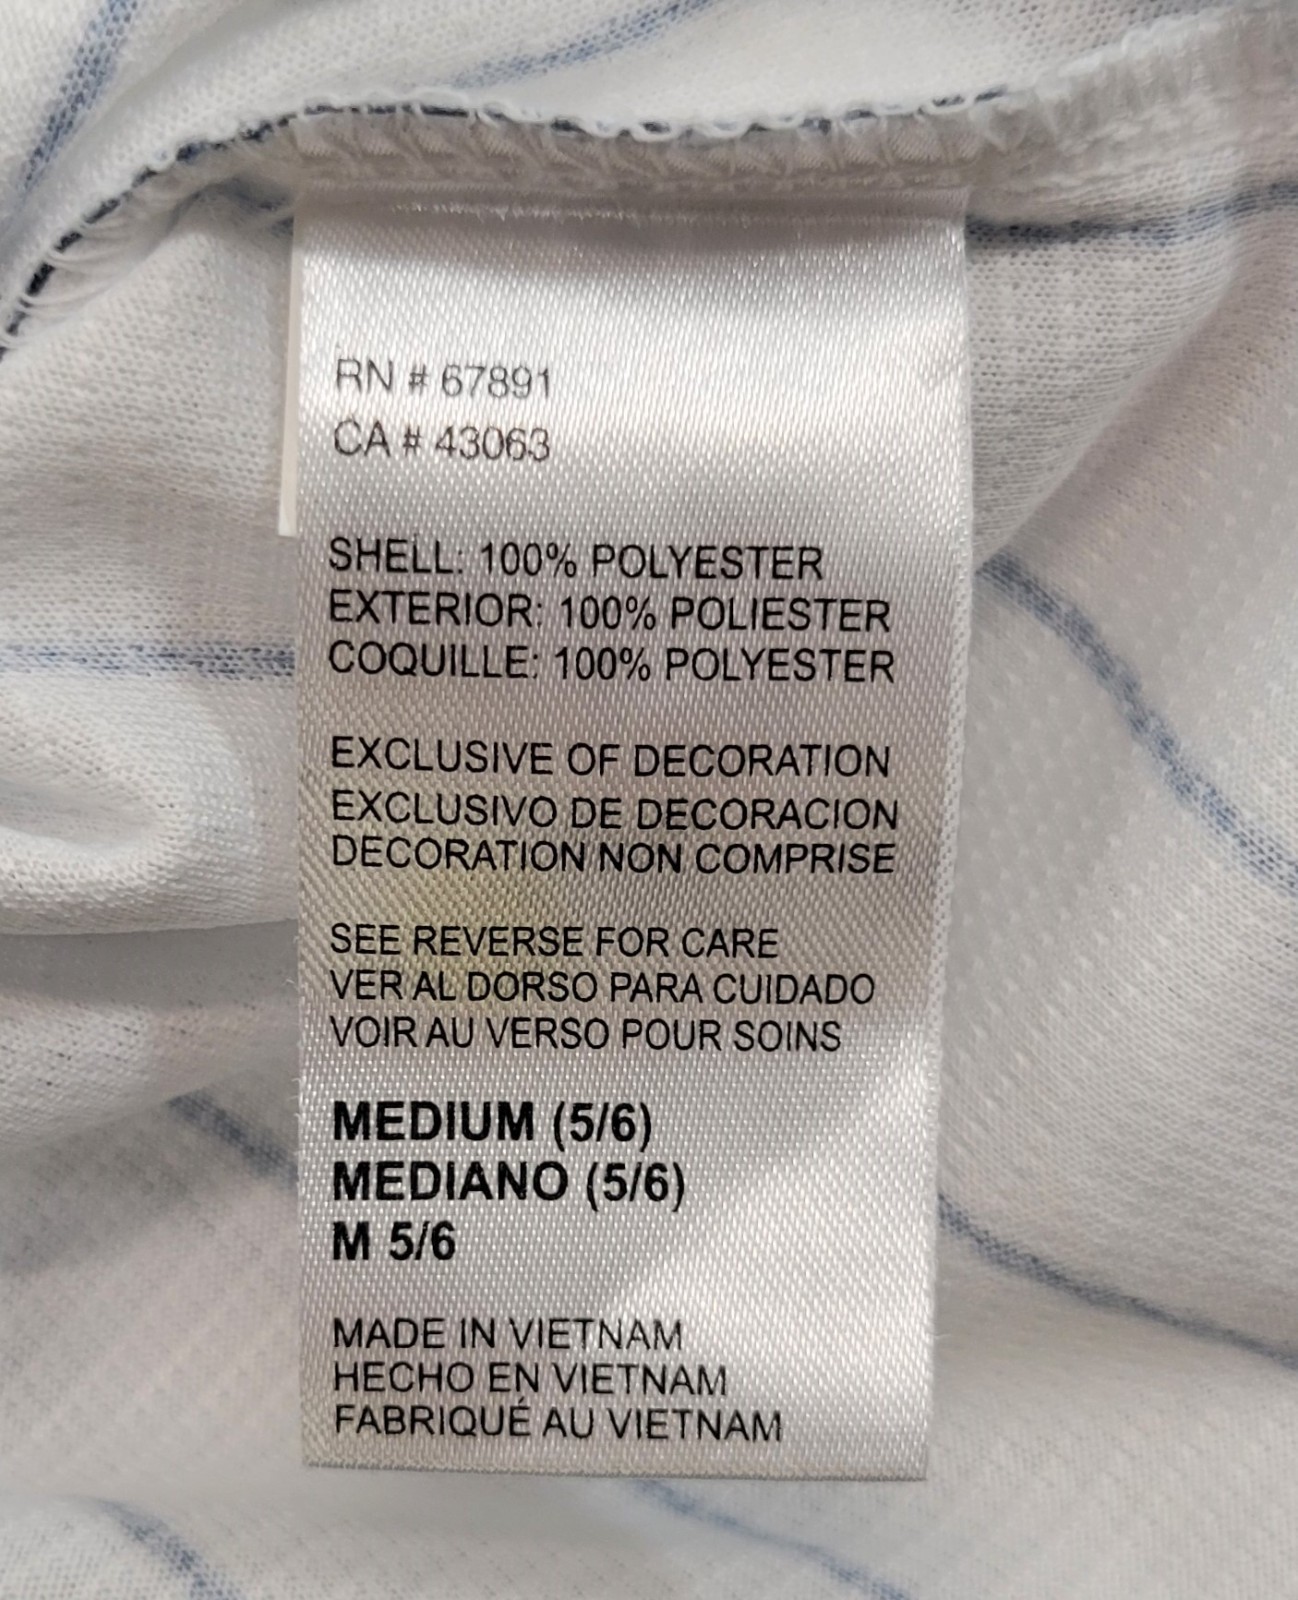 RN # 67891
CA # 43063
SHELL: 100% POLYESTER
EXTERIOR: 100% POLIESTER
COQUILLE: 100% POLYESTER
EXCLUSIVE OF DECORATION
EXCLUSIVO DE DECORACION
DECORATION NON COMPRISE
SEE REVERSE FOR CARE
VER AL DORSO PARA CUIDADO
VOIR AU VERSO POUR SOINS
MEDIUM (5/6)
MEDIANO (5/6)
M 5/6
MADE IN VIETNAM
HECHO EN VIETNAM
FABRIQUÉ AU VIETNAM